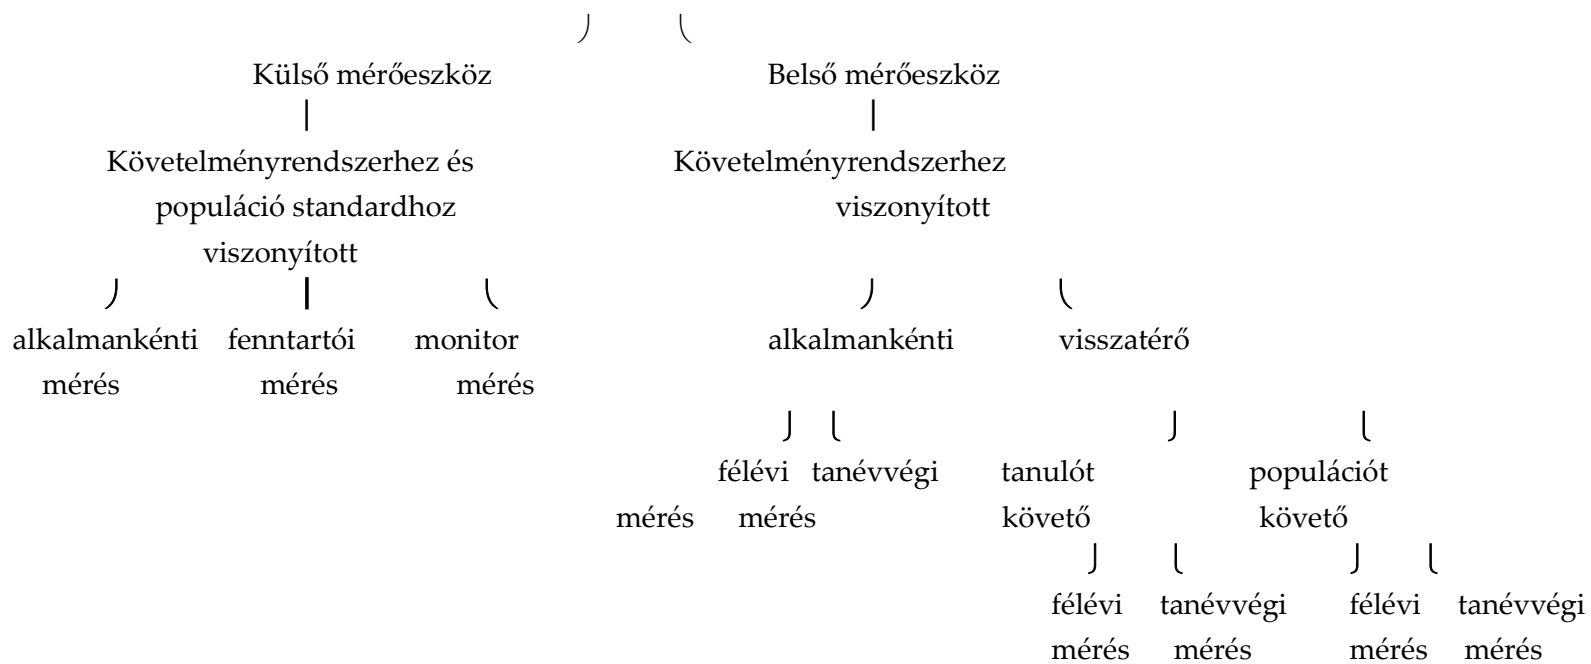 Külső mérőeszköz Belső mérőeszköz
Követelményrendszerhez és Követelményrendszerhez
populáció standardhoz viszonyított
viszonyított
alkalmankénti fenntartói monitor alkalmankénti visszatérő
mérés mérés mérés
félévi tanévvégi tanulót populációt
mérés mérés követő követő
félévi tanévvégi félévi tanévvégi
mérés mérés mérés mérés